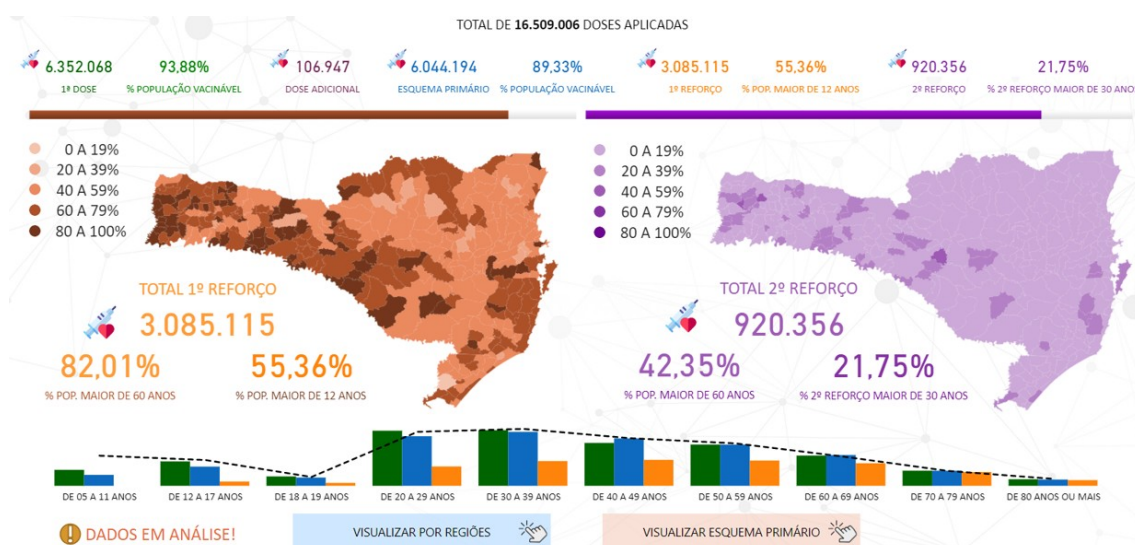 TOTAL DE 16.509.006 DOSES APLICADAS
6.352.068 93,88% 106.947 6.044.194 89,33% 3.085.115 55,36% 920.356 21,75%
1ª DOSE % POPULAÇÃO VACINÁVEL DOSE ADICIONAL ESQUEMA PRIMÁRIO % POPULAÇÃO VACINÁVEL 1º REFORÇO % POP. MAIOR DE 12 ANOS 2º REFORÇO % 2º REFORÇO MAIOR DE 30 ANOS
0 A 19%
20 A 39%
40 A 59%
60 A 79%
80 A 100%
TOTAL 1º REFORÇO
3.085.115
82,01% 55,36%
% POP. MAIOR DE 60 ANOS % POP. MAIOR DE 12 ANOS
0 A 19%
20 A 39%
40 A 59%
60 A 79%
80 A 100%
TOTAL 2º REFORÇO
920.356
42,35% 21,75%
% POP. MAIOR DE 60 ANOS % 2º REFORÇO MAIOR DE 30 ANOS
DE 05 A 11 ANOS DE 12 A 17 ANOS DE 18 A 19 ANOS DE 20 A 29 ANOS DE 30 A 39 ANOS DE 40 A 49 ANOS DE 50 A 59 ANOS DE 60 A 69 ANOS DE 70 A 79 ANOS DE 80 ANOS OU MAIS
DADOS EM ANÁLISE! VISUALIZAR POR REGIÕES VISUALIZAR ESQUEMA PRIMÁRIO